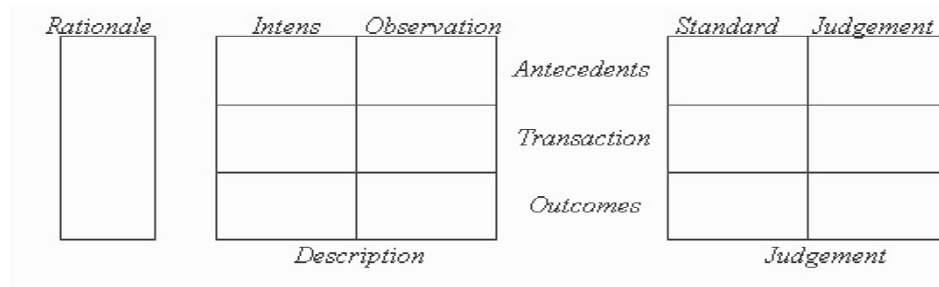 Rationale Intens Observation Standard Judgement
Antecedents
Transaction
Outcomes
Description Judgement